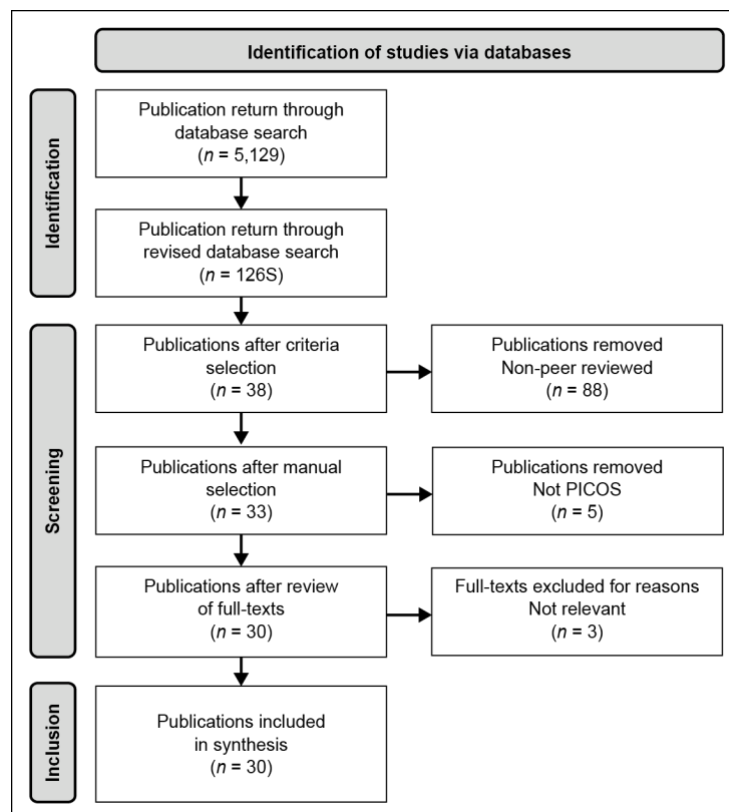 Identification of studies via databases
Identification
Publication return through
database search
(n = 5,129)
Publication return through
revised database search
(n = 126S)
Screening
Publications after criteria
selection
(n = 38)
Publications removed
Non-peer reviewed
(n = 88)
Publications after manual
selection
(n = 33)
Publications removed
Not PICOS
(n = 5)
Publications after review
of full-texts
(n = 30)
Full-texts excluded for reasons
Not relevant
(n = 3)
Inclusion
Publications included
in synthesis
(n = 30)